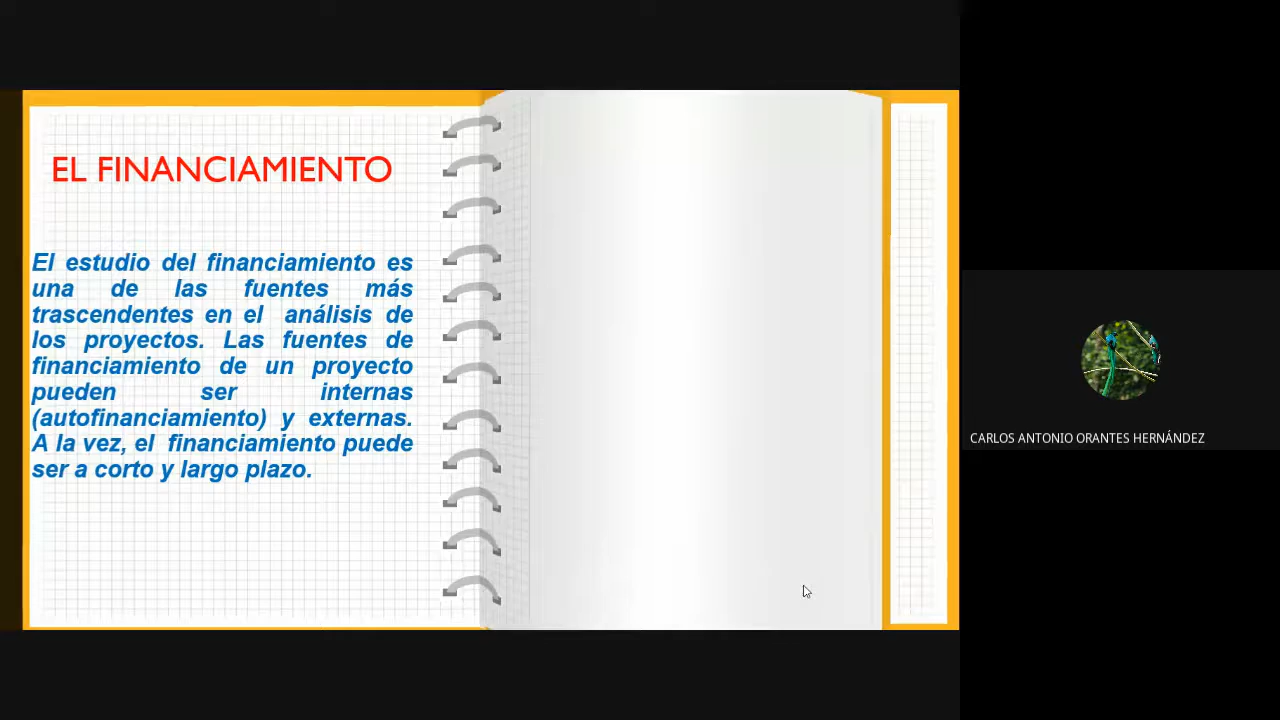 EL FINANCIAMIENTO
El estudio del financiamiento es
una de las fuentes más
trascendentes en el análisis de
los proyectos. Las fuentes de
financiamiento de un proyecto
pueden ser internas
(autofinanciamiento) y externas.
A la vez, el financiamiento puede
ser a corto y largo plazo.
CARLOS ANTONIO ORANTES HERNÁNDEZ